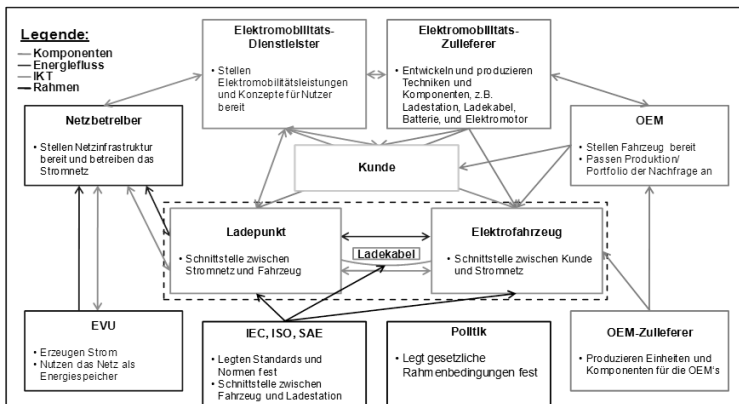 Legende:
Komponenten
Energiefluss
IKT
Rahmen
Elektromobilitäts-
Dienstleister
• Stellen
Elektromobilitätsleistungen
und Konzepte für Nutzer
bereit
Elektromobilitäts-
Zulieferer
• Entwickeln und produzieren
Techniken und
Komponenten, z.B.
Ladestation, Ladekabel,
Batterie, und Elektromotor
Netzbetreiber
• Stellen Netzinfrastruktur
bereit und betreiben das
Stromnetz
Kunde
OEM
• Stellen Fahrzeug bereit
• Passen Produktion/
Portfolio der Nachfrage an
Ladepunkt
• Schnittstelle zwischen
Stromnetz und Fahrzeug
Ladekabel
Elektrofahrzeug
• Schnittstelle zwischen Kunde
und Stromnetz
EVU
• Erzeugen Strom
• Nutzen das Netz als
Energiespeicher
IEC, ISO, SAE
• Legten Standards und
Normen fest
• Schnittstelle zwischen
Fahrzeug und Ladestation
Politik
• Legt gesetzliche
Rahmenbedingungen fest
OEM-Zulieferer
• Produzieren Einheiten und
Komponenten für die OEM's